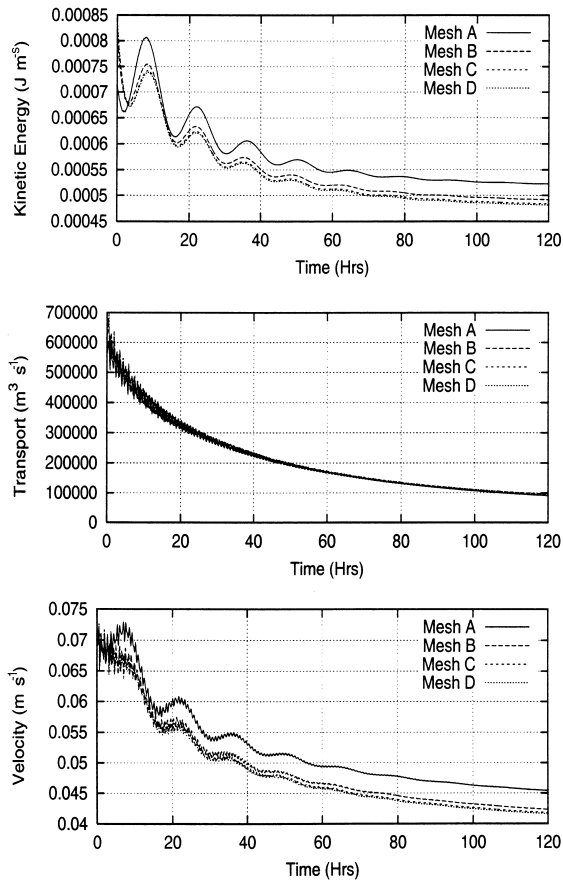 Kinetic Energy (J m-s)
0.00085
0.0008
0.00075
0.0007
0.00065
0.0006
0.00055
0.0005
0.00045
Mesh A
Mesh B
Mesh C
Mesh D
0 20 40 60 80 100 120
Time (Hrs)
Transport (m3 s-1)
700000
600000
500000
400000
300000
200000
100000
0
Mesh A
Mesh B
Mesh C
Mesh D
0 20 40 60 80 100 120
Time (Hrs)
Velocity (m s-1)
0.075
0.07
0.065
0.06
0.055
0.05
0.045
0.04
Mesh A
Mesh B
Mesh C
Mesh D
0 20 40 60 80 100 120
Time (Hrs)